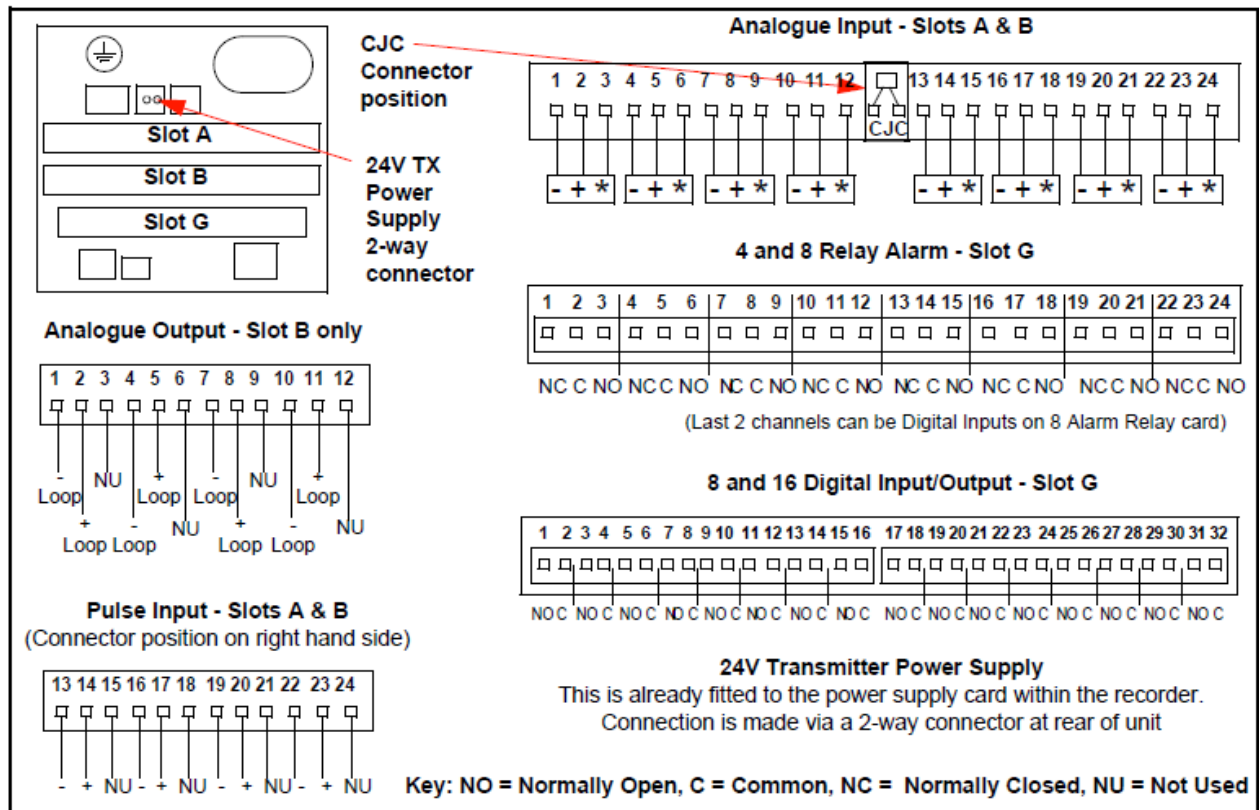 CJC
Connector
position
24V TX
Power
Supply
2-way
connector
Slot A
Slot B
Slot G
Analogue Input - Slots A & B
1 2 3 4 5 6 7 8 9 10 11 12 13 14 15 16 17 18 19 20 21 22 23 24
CJC
- + * - + * - + * - + * - + * - + * - + * - + *
4 and 8 Relay Alarm - Slot G
1 2 3 4 5 6 7 8 9 10 11 12 13 14 15 16 17 18 19 20 21 22 23 24
NC C NO NC C NO NC C NO NC C NO NC C NO NC C NO NC C NO NC C NO
(Last 2 channels can be Digital Inputs on 8 Alarm Relay card)
Analogue Output - Slot B only
1 2 3 4 5 6 7 8 9 10 11 12
- NU + - NU +
Loop Loop Loop Loop
+ - NU + - NU
Loop Loop Loop Loop
8 and 16 Digital Input/Output - Slot G
1 2 3 4 5 6 7 8 9 10 11 12 13 14 15 16 17 18 19 20 21 22 23 24 25 26 27 28 29 30 31 32
NO C NO C NO C NO C NO C NO C NO C NO C NO C NO C NO C NO C NO C NO C NO C NO C
Pulse Input - Slots A & B
(Connector position on right hand side)
13 14 15 16 17 18 19 20 21 22 23 24
- + NU - + NU - + NU - + NU
24V Transmitter Power Supply
This is already fitted to the power supply card within the recorder.
Connection is made via a 2-way connector at rear of unit
Key: NO = Normally Open, C = Common, NC = Normally Closed, NU = Not Used